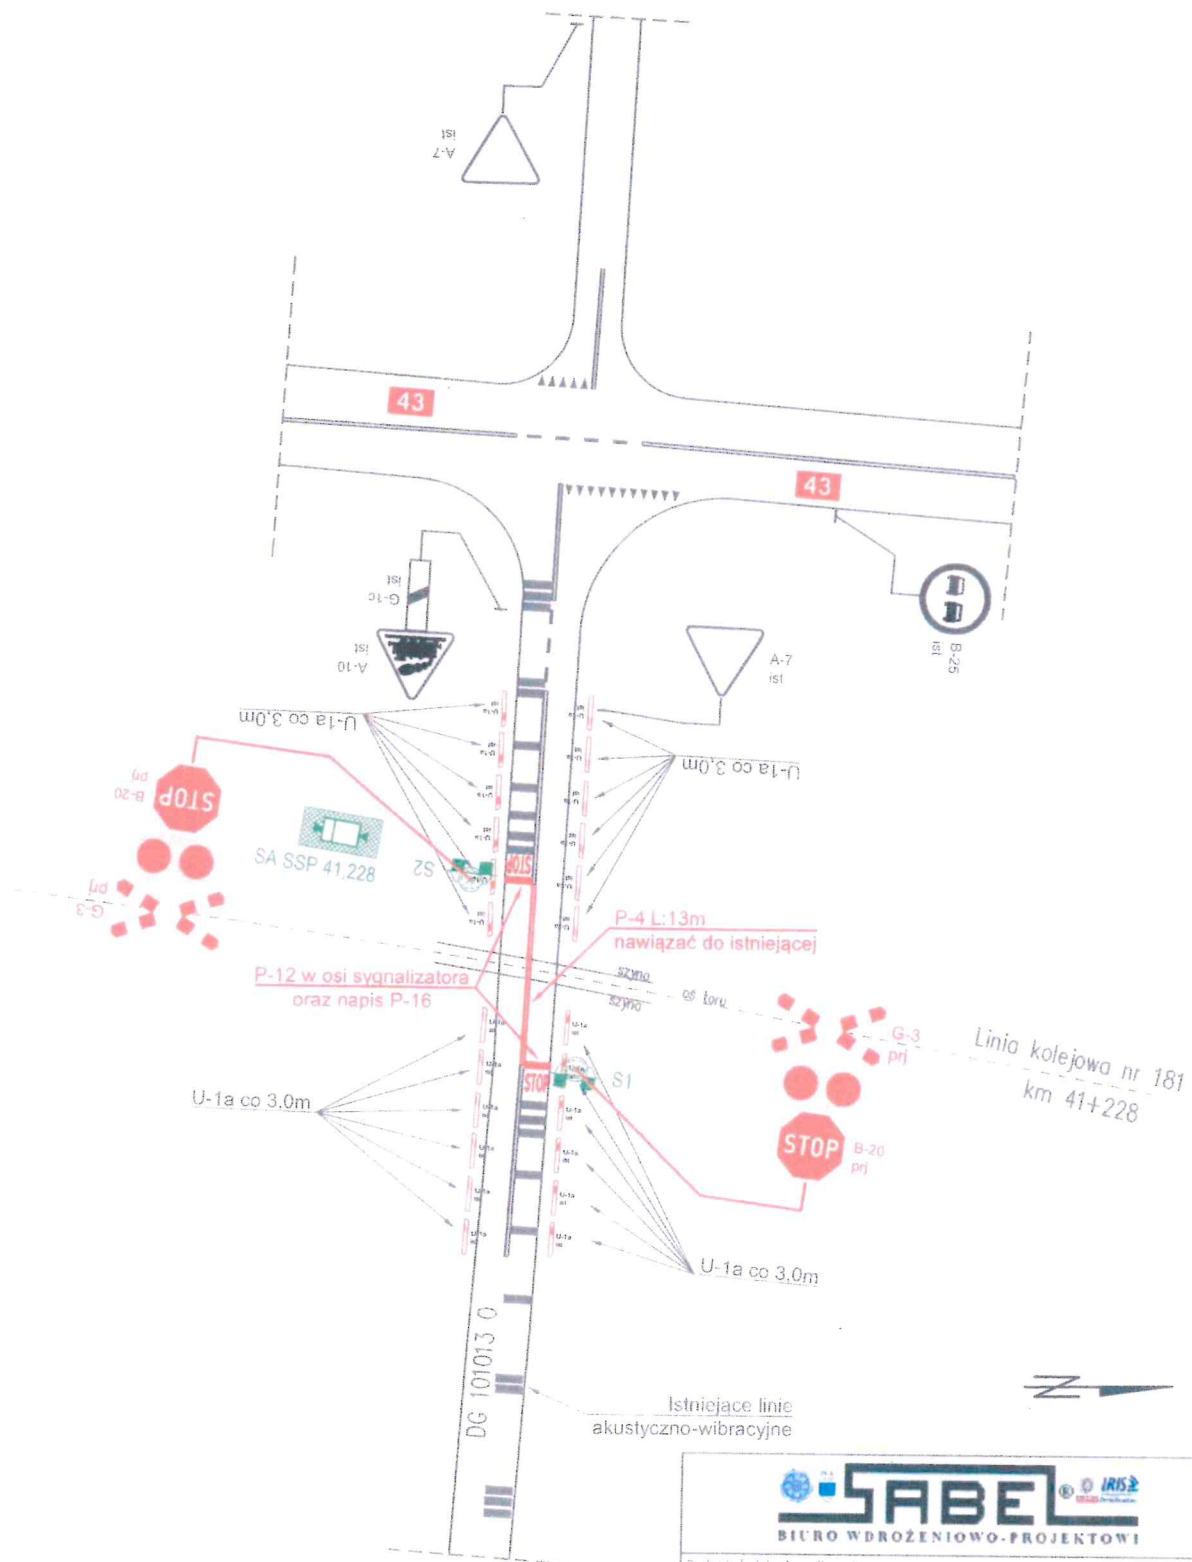 A-7
ist
43
43
G-1c
ist
A-10
ist
B-25
ist
A-7
ist
U-1a co 3,0m
U-1a co 3,0m
STOP
B-20
prj
SA SSP 41,228
S2
STOP
G-3
prj
P-4 L:13m
nawiązać do istniejącej
P-12 w osi sygnalizatora
oraz napis P-16
szyna
szyna
oś toru
G-3
prj
Linia kolejowa nr 181
km 41+228
STOP
S1
U-1a co 3,0m
STOP
B-20
prj
U-1a co 3,0m
DG 101013 O
Istniejące linie
akustyczno-wibracyjne
N
SABEL ® IRIS
BIURO WDROŻENIOWO-PROJEKTOWE